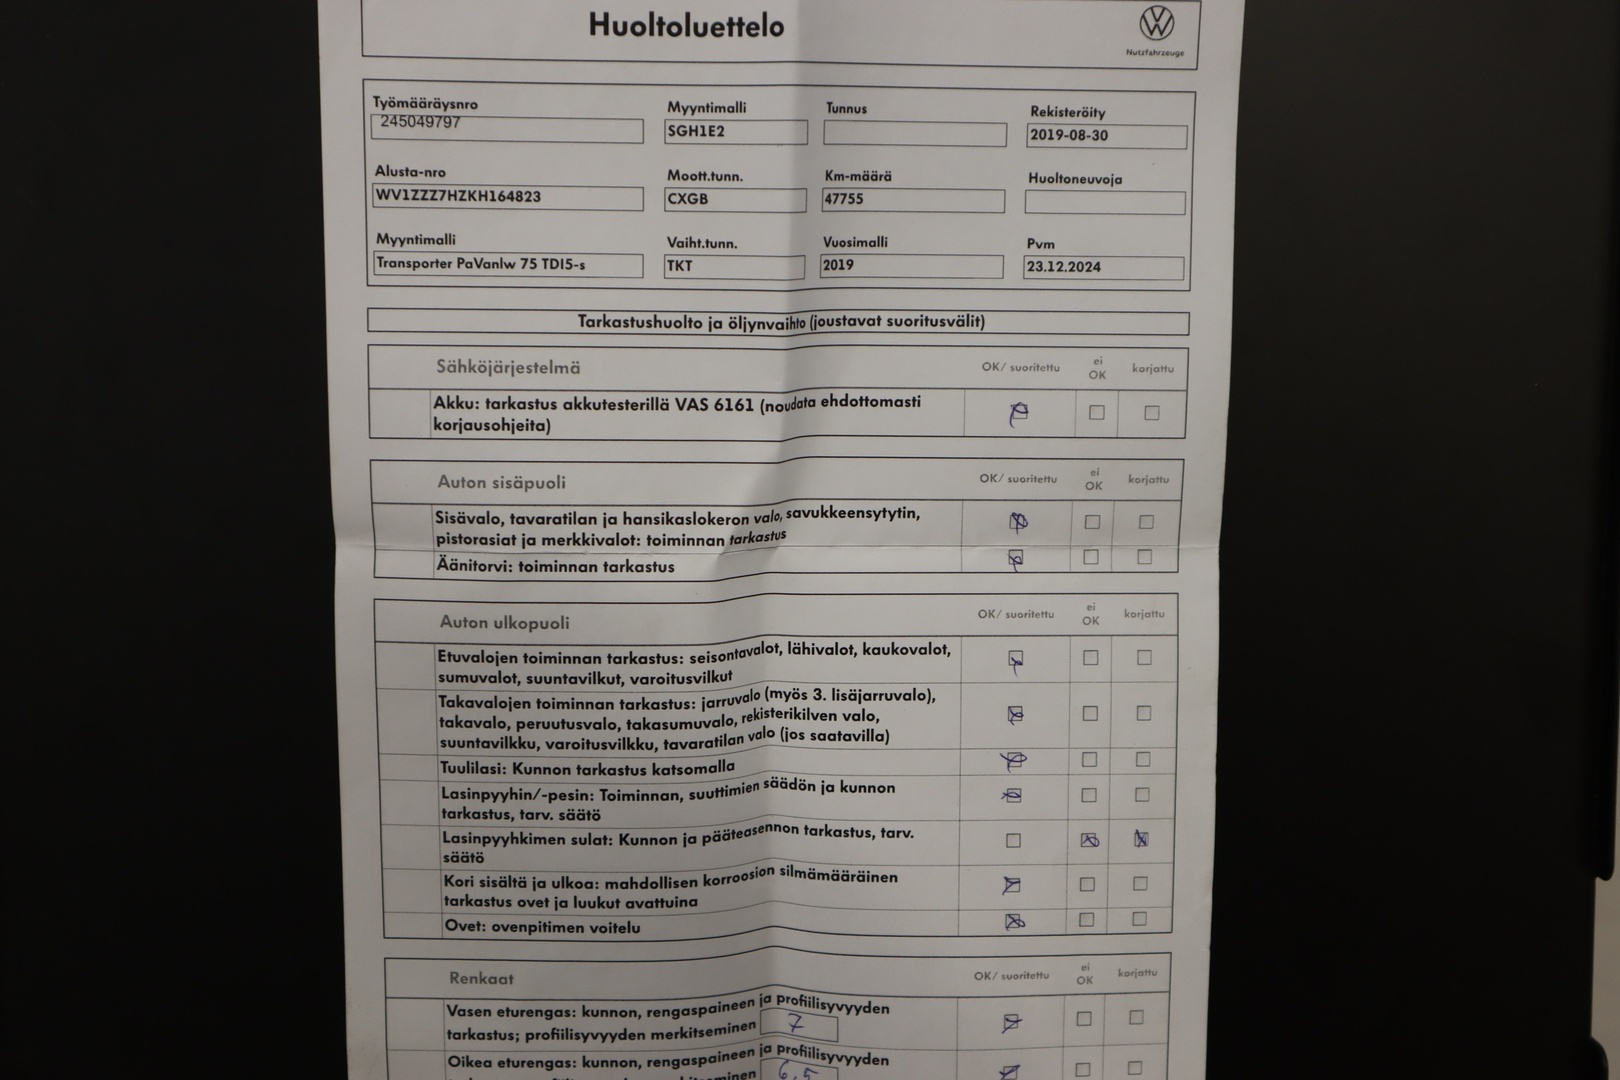 Huoltoluettelo
Nutzfahrzeuge
Työmääräysnro Myyntimalli Tunnus Rekisteröity
245049797 SGH1E2 2019-08-30
Alusta-nro Moott.tunn. Km-määrä Huoltoneuvoja
WV1ZZZ7HZKH164823 CXGB 47755
Myyntimalli Vaiht.tunn. Vuosimalli Pvm
Transporter PaVanlw 75 TDI5-s TKT 2019 23.12.2024
Tarkastushuolto ja öljynvaihto (joustavat suoritusvälit)
Sähköjärjestelmä OK/ suoritettu ei OK korjattu
Akku: tarkastus akkutesterillä VAS 6161 (noudata ehdottomasti
korjausohjeita)
Auton sisäpuoli OK/ suoritettu ei OK korjattu
Sisävalo, tavaratilan ja hansikaslokeron valo, savukkeensytytin,
pistorasiat ja merkkivalot: toiminnan tarkastus
Äänitorvi: toiminnan tarkastus
Auton ulkopuoli OK/ suoritettu ei OK korjattu
Etuvalojen toiminnan tarkastus: seisontavalot, lähivalot, kaukovalot,
sumuvalot, suuntavilkut, varoitusvilkut
Takavalojen toiminnan tarkastus: jarruvalo (myös 3. lisäjarruvalo),
takavalo, peruutusvalo, takasumuvalo, rekisterikilven valo,
suuntavilkku, varoitusvilkku, tavaratilan valo (jos saatavilla)
Tuulilasi: Kunnon tarkastus katsomalla
Lasinpyyhin/-pesin: Toiminnan, suuttimien säädön ja kunnon
tarkastus, tarv. säätö
Lasinpyyhkimen sulat: Kunnon ja pääteasennon tarkastus, tarv.
säätö
Kori sisältä ja ulkoa: mahdollisen korroosion silmämääräinen
tarkastus ovet ja luukut avattuina
Ovet: ovenpitimen voitelu
Renkaat OK/ suoritettu ei OK korjattu
Vasen eturengas: kunnon, rengaspaineen ja profiilisyvyyden
tarkastus; profiilisyvyyden merkitseminen 7
Oikea eturengas: kunnon, rengaspaineen ja profiilisyvyyden
6,5